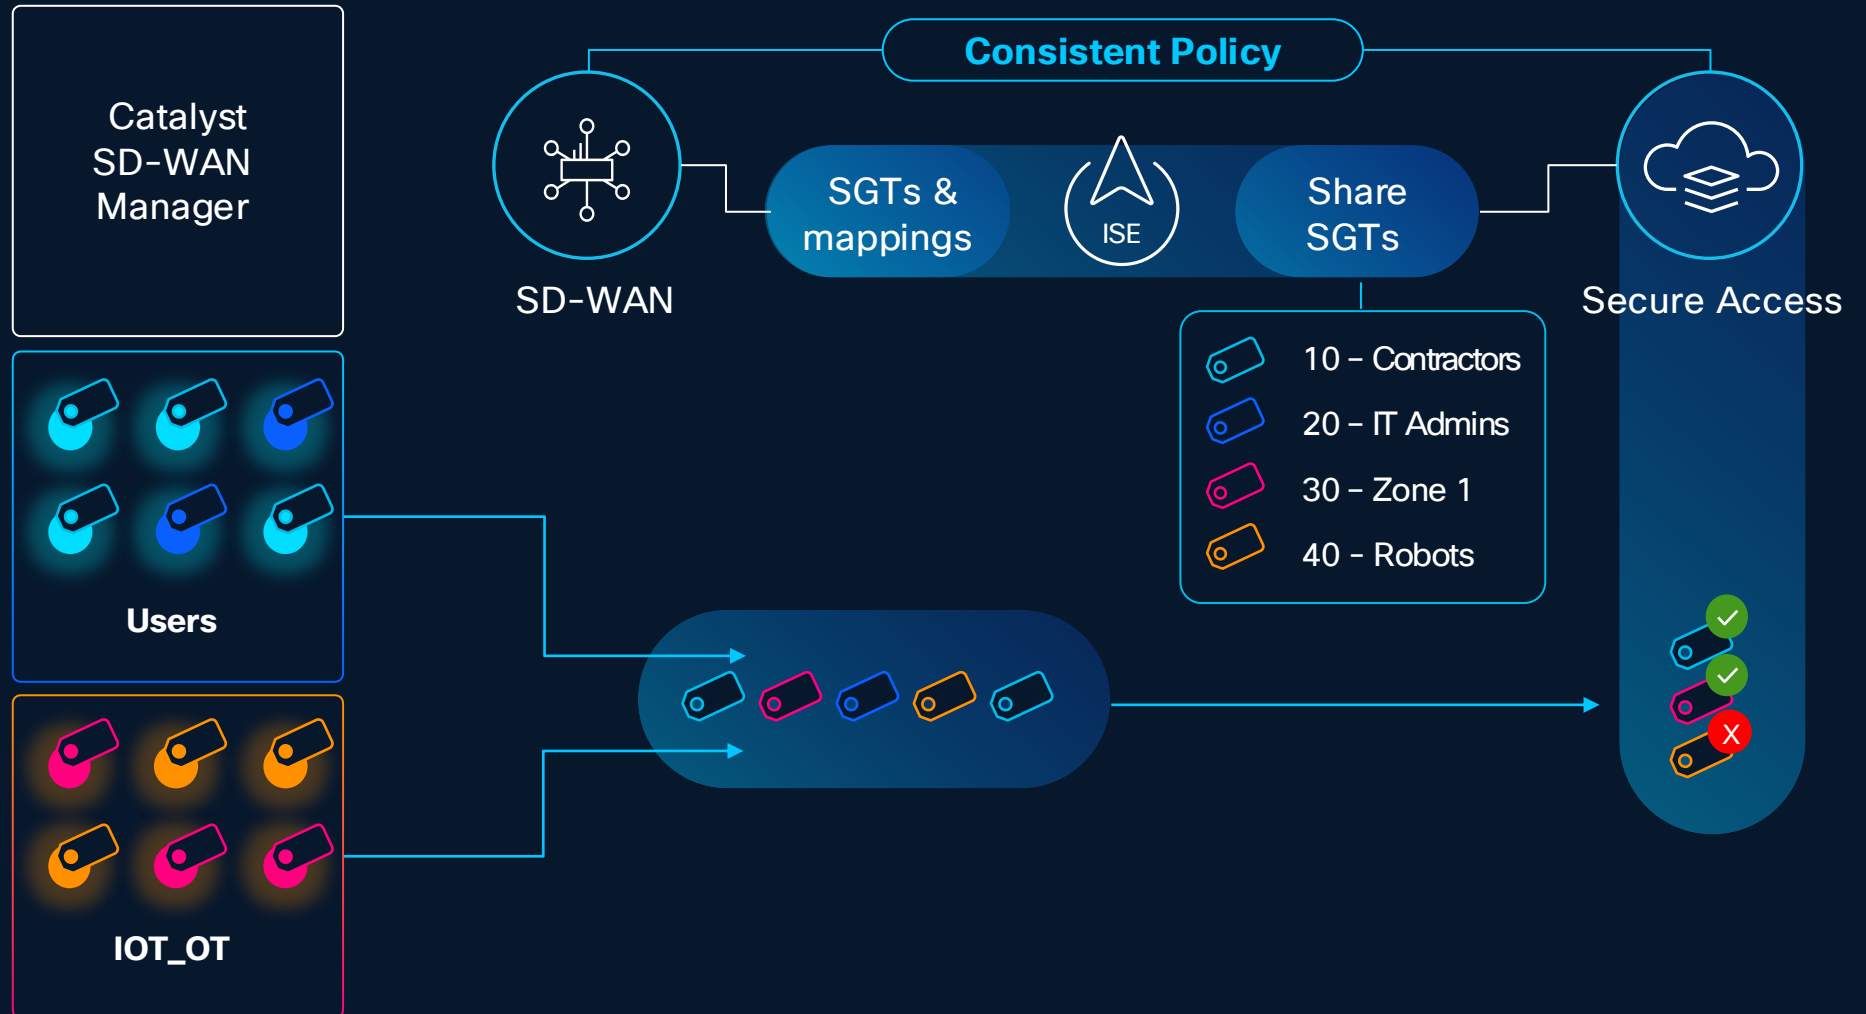 Catalyst
SD-WAN
Manager
Consistent Policy
SGTs &
mappings
ISE
Share
SGTs
SD-WAN
Secure Access
10 – Contractors
20 – IT Admins
30 – Zone 1
40 – Robots
Users
X
IOT_OT